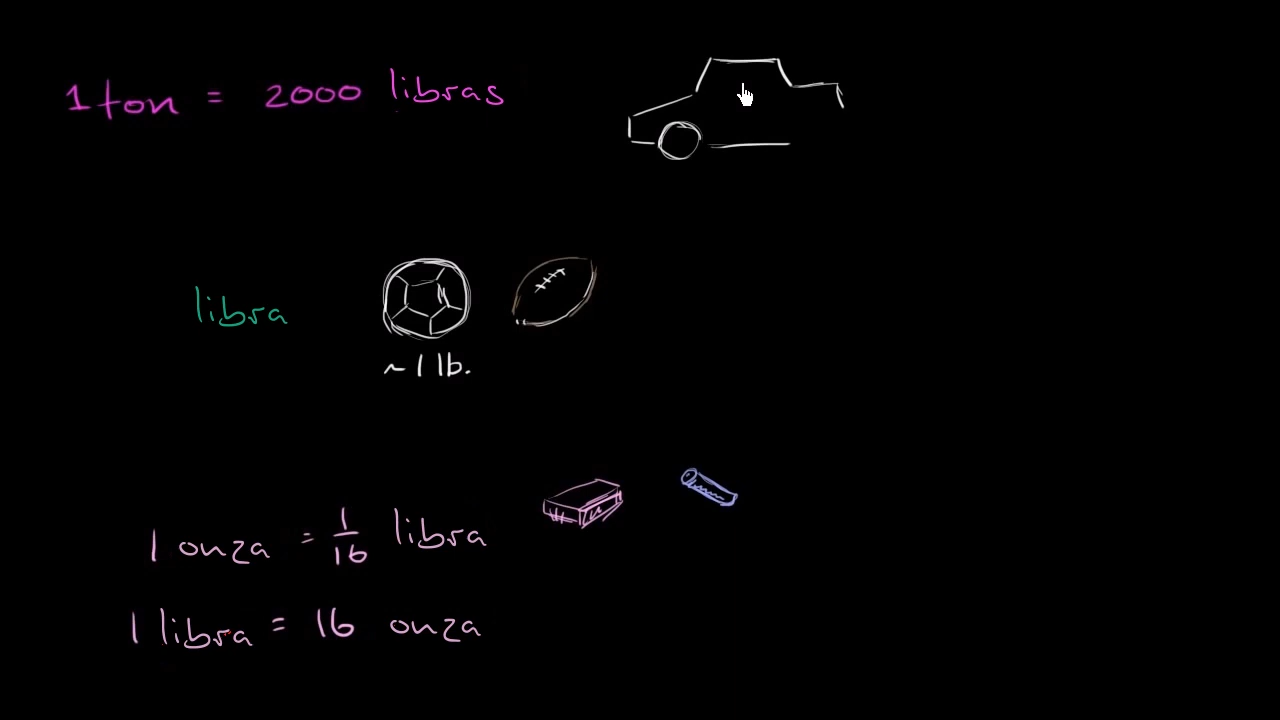 1 ton = 2000 libras
libra
~ 1 lb.
1 onza = 1/16 libra
1 libra = 16 onza